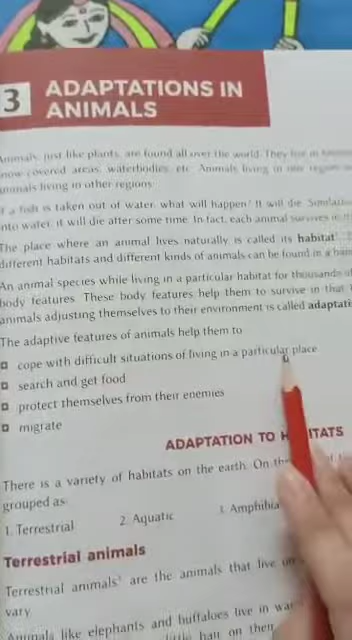 3
ADAPTATIONS IN
ANIMALS
Animals, just like plants, are found all over the world. They live in
snow covered areas, waterbodies, etc. Animals living in one region
animals living in other regions.
If a fish is taken out of water, what will happen? It will die. Similarly
into water, it will die after some time. In fact, each animal survives in
The place where an animal lives naturally is called its habitat
different habitats and different kinds of animals can be found in a
An animal species while living in a particular habitat for thousands of
body features. These body features help them to survive in that
animals adjusting themselves to their environment is called
The adaptive features of animals help them to
cope with difficult situations of living in a particular place
search and get food
protect themselves from their enemies
migrate
ADAPTATION TO
There is a variety of habitats on the earth. On
grouped as:
1. Terrestrial 2. Aquatic 3.
Terrestrial animals
Terrestrial animals¹ are the animals that live on
vary.
Animals like elephants and buffaloes live in
hair on their